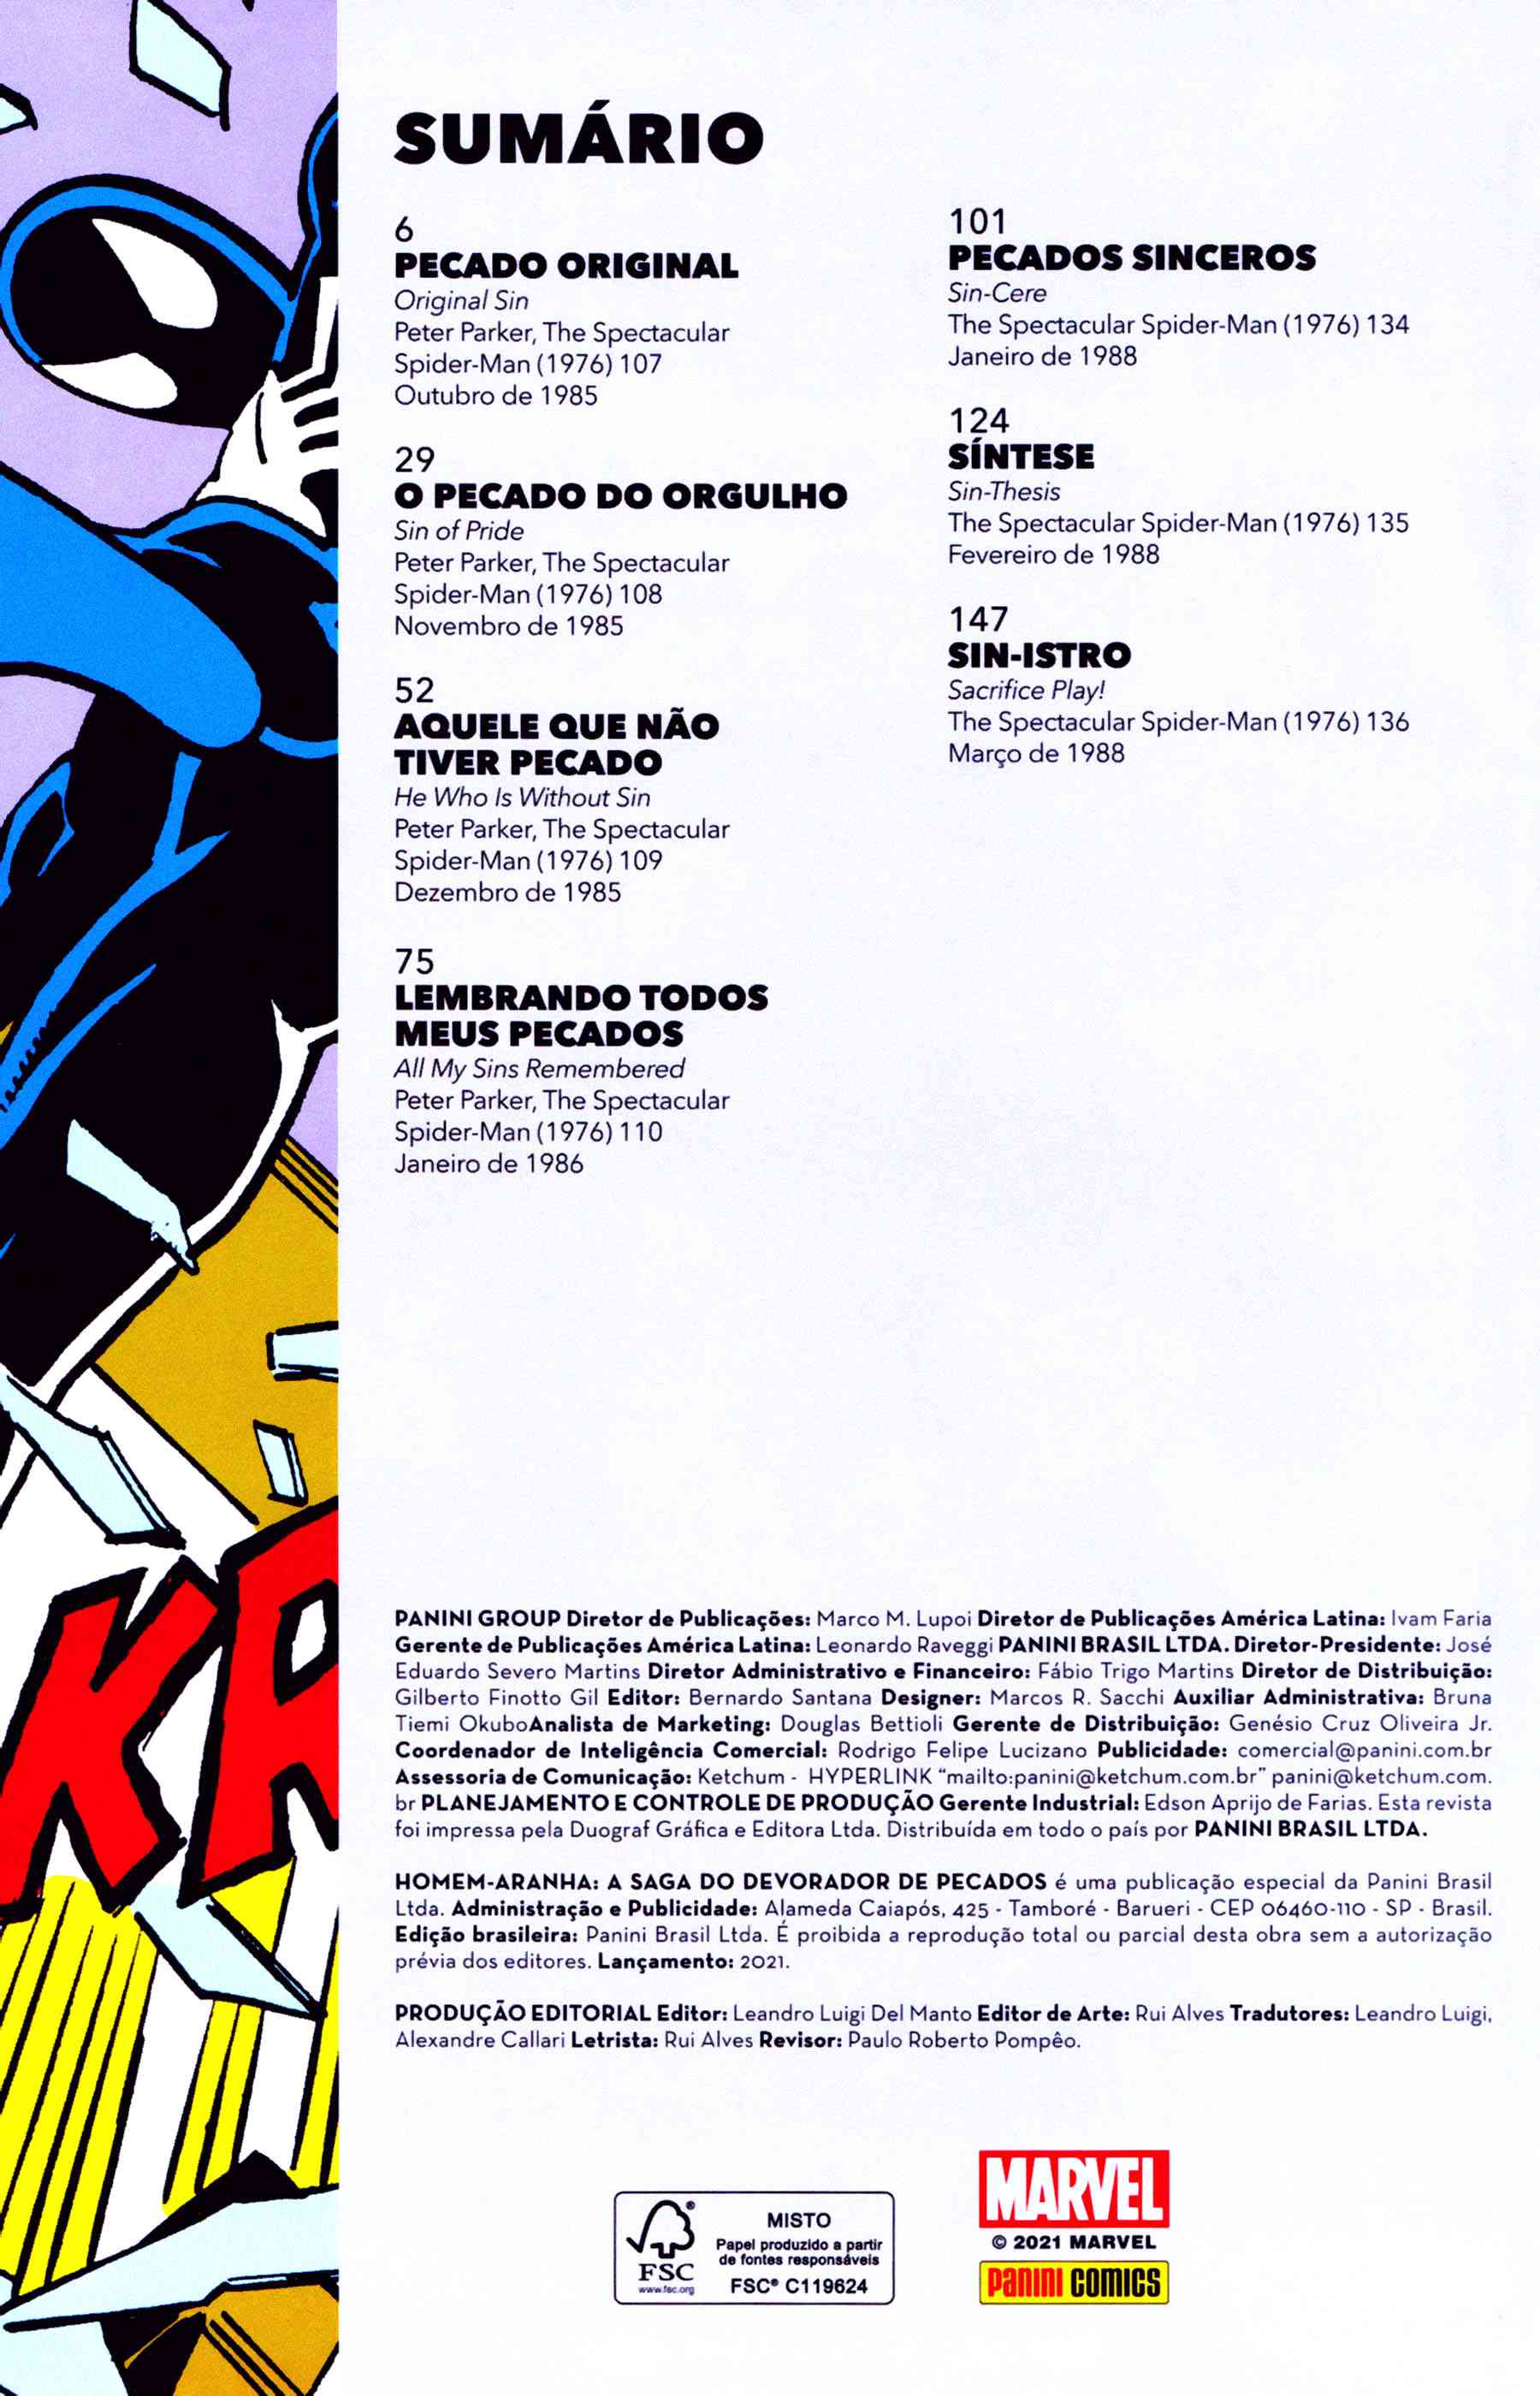 SUMÁRIO
6
PECADO ORIGINAL
Original Sin
Peter Parker, The Spectacular
Spider-Man (1976) 107
Outubro de 1985
29
O PECADO DO ORGULHO
Sin of Pride
Peter Parker, The Spectacular
Spider-Man (1976) 108
Novembro de 1985
52
AQUELE QUE NÃO
TIVER PECADO
He Who Is Without Sin
Peter Parker, The Spectacular
Spider-Man (1976) 109
Dezembro de 1985
75
LEMBRANDO TODOS
MEUS PECADOS
All My Sins Remembered
Peter Parker, The Spectacular
Spider-Man (1976) 110
Janeiro de 1986
101
PECADOS SINCEROS
Sin-Cere
The Spectacular Spider-Man (1976) 134
Janeiro de 1988
124
SÍNTESE
Sin-Thesis
The Spectacular Spider-Man (1976) 135
Fevereiro de 1988
147
SIN-ISTRO
Sacrifice Play!
The Spectacular Spider-Man (1976) 136
Março de 1988
KR
PANINI GROUP Diretor de Publicações: Marco M. Lupoi Diretor de Publicações América Latina: Ivam Faria
Gerente de Publicações América Latina: Leonardo Raveggi PANINI BRASIL LTDA. Diretor-Presidente: José
Eduardo Severo Martins Diretor Administrativo e Financeiro: Fábio Trigo Martins Diretor de Distribuição:
Gilberto Finotto Gil Editor: Bernardo Santana Designer: Marcos R. Sacchi Auxiliar Administrativa: Bruna
Tiemi OkuboAnalista de Marketing: Douglas Bettioli Gerente de Distribuição: Genésio Cruz Oliveira Jr.
Coordenador de Inteligência Comercial: Rodrigo Felipe Lucizano Publicidade: comercial@panini.com.br
Assessoria de Comunicação: Ketchum - HYPERLINK “mailto:panini@ketchum.com.br” panini@ketchum.com.
br PLANEJAMENTO E CONTROLE DE PRODUÇÃO Gerente Industrial: Edson Aprijo de Farias. Esta revista
foi impressa pela Duograf Gráfica e Editora Ltda. Distribuída em todo o país por PANINI BRASIL LTDA.
HOMEM-ARANHA: A SAGA DO DEVORADOR DE PECADOS é uma publicação especial da Panini Brasil
Ltda. Administração e Publicidade: Alameda Caiapós, 425 - Tamboré - Barueri - CEP 06460-110 - SP - Brasil.
Edição brasileira: Panini Brasil Ltda. É proibida a reprodução total ou parcial desta obra sem a autorização
prévia dos editores. Lançamento: 2021.
PRODUÇÃO EDITORIAL Editor: Leandro Luigi Del Manto Editor de Arte: Rui Alves Tradutores: Leandro Luigi,
Alexandre Callari Letrista: Rui Alves Revisor: Paulo Roberto Pompêo.
®
FSC
www.fsc.org
MISTO
Papel produzido a partir
de fontes responsáveis
FSC® C119624
MARVEL
© 2021 MARVEL
PANINI COMICS